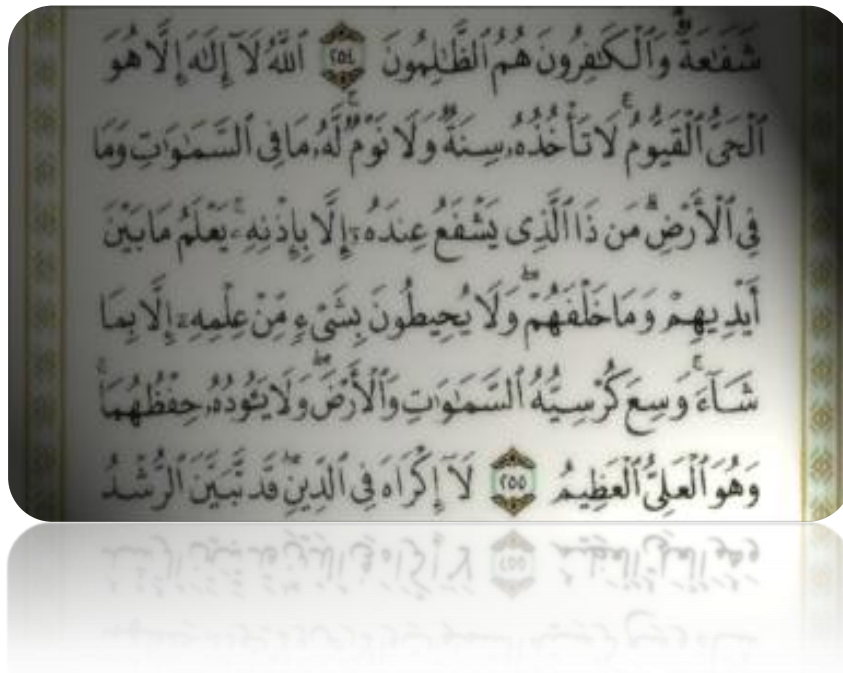 شَفَـٰعَةٌ وَٱلْكَـٰفِرُونَ هُمُ ٱلظَّـٰلِمُونَ ٢٥٤ ٱللَّهُ لَآ إِلَـٰهَ إِلَّا هُوَ
ٱلْحَىُّ ٱلْقَيُّومُ ۚ لَا تَأْخُذُهُۥ سِنَةٌ وَلَا نَوْمٌ ۚ لَّهُۥ مَا فِى ٱلسَّمَـٰوَٰتِ وَمَا
فِى ٱلْأَرْضِ ۗ مَن ذَا ٱلَّذِى يَشْفَعُ عِندَهُۥٓ إِلَّا بِإِذْنِهِۦ ۚ يَعْلَمُ مَا بَيْنَ
أَيْدِيهِمْ وَمَا خَلْفَهُمْ ۖ وَلَا يُحِيطُونَ بِشَىْءٍ مِّنْ عِلْمِهِۦٓ إِلَّا بِمَا
شَآءَ ۚ وَسِعَ كُرْسِيُّهُ ٱلسَّمَـٰوَٰتِ وَٱلْأَرْضَ ۖ وَلَا يَـُٔودُهُۥ حِفْظُهُمَا ۚ
وَهُوَ ٱلْعَلِىُّ ٱلْعَظِيمُ ٢٥٥ لَآ إِكْرَاهَ فِى ٱلدِّينِ ۖ قَد تَّبَيَّنَ ٱلرُّشْدُ